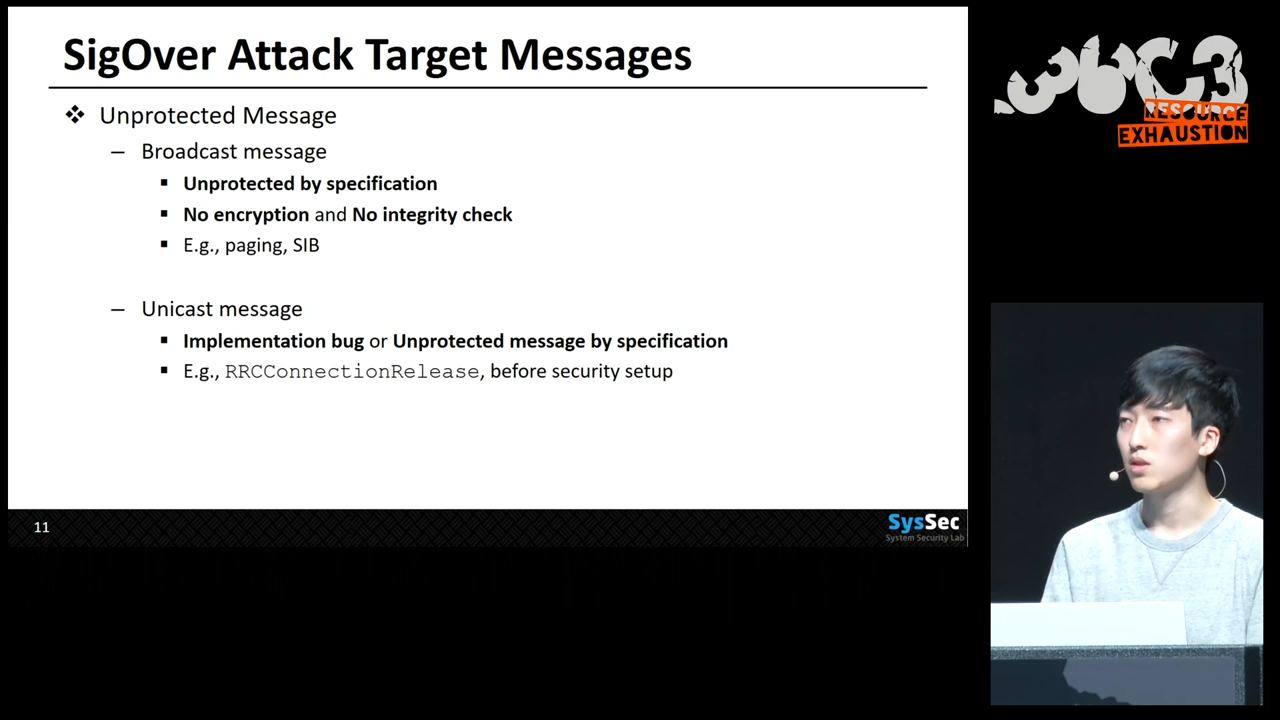 SigOver Attack Target Messages
❖ Unprotected Message
– Broadcast message
▪ Unprotected by specification
▪ No encryption and No integrity check
▪ E.g., paging, SIB
– Unicast message
▪ Implementation bug or Unprotected message by specification
▪ E.g., RRCConnectionRelease, before security setup
11
SysSec
System Security Lab
36C3
RESOURCE
EXHAUSTION